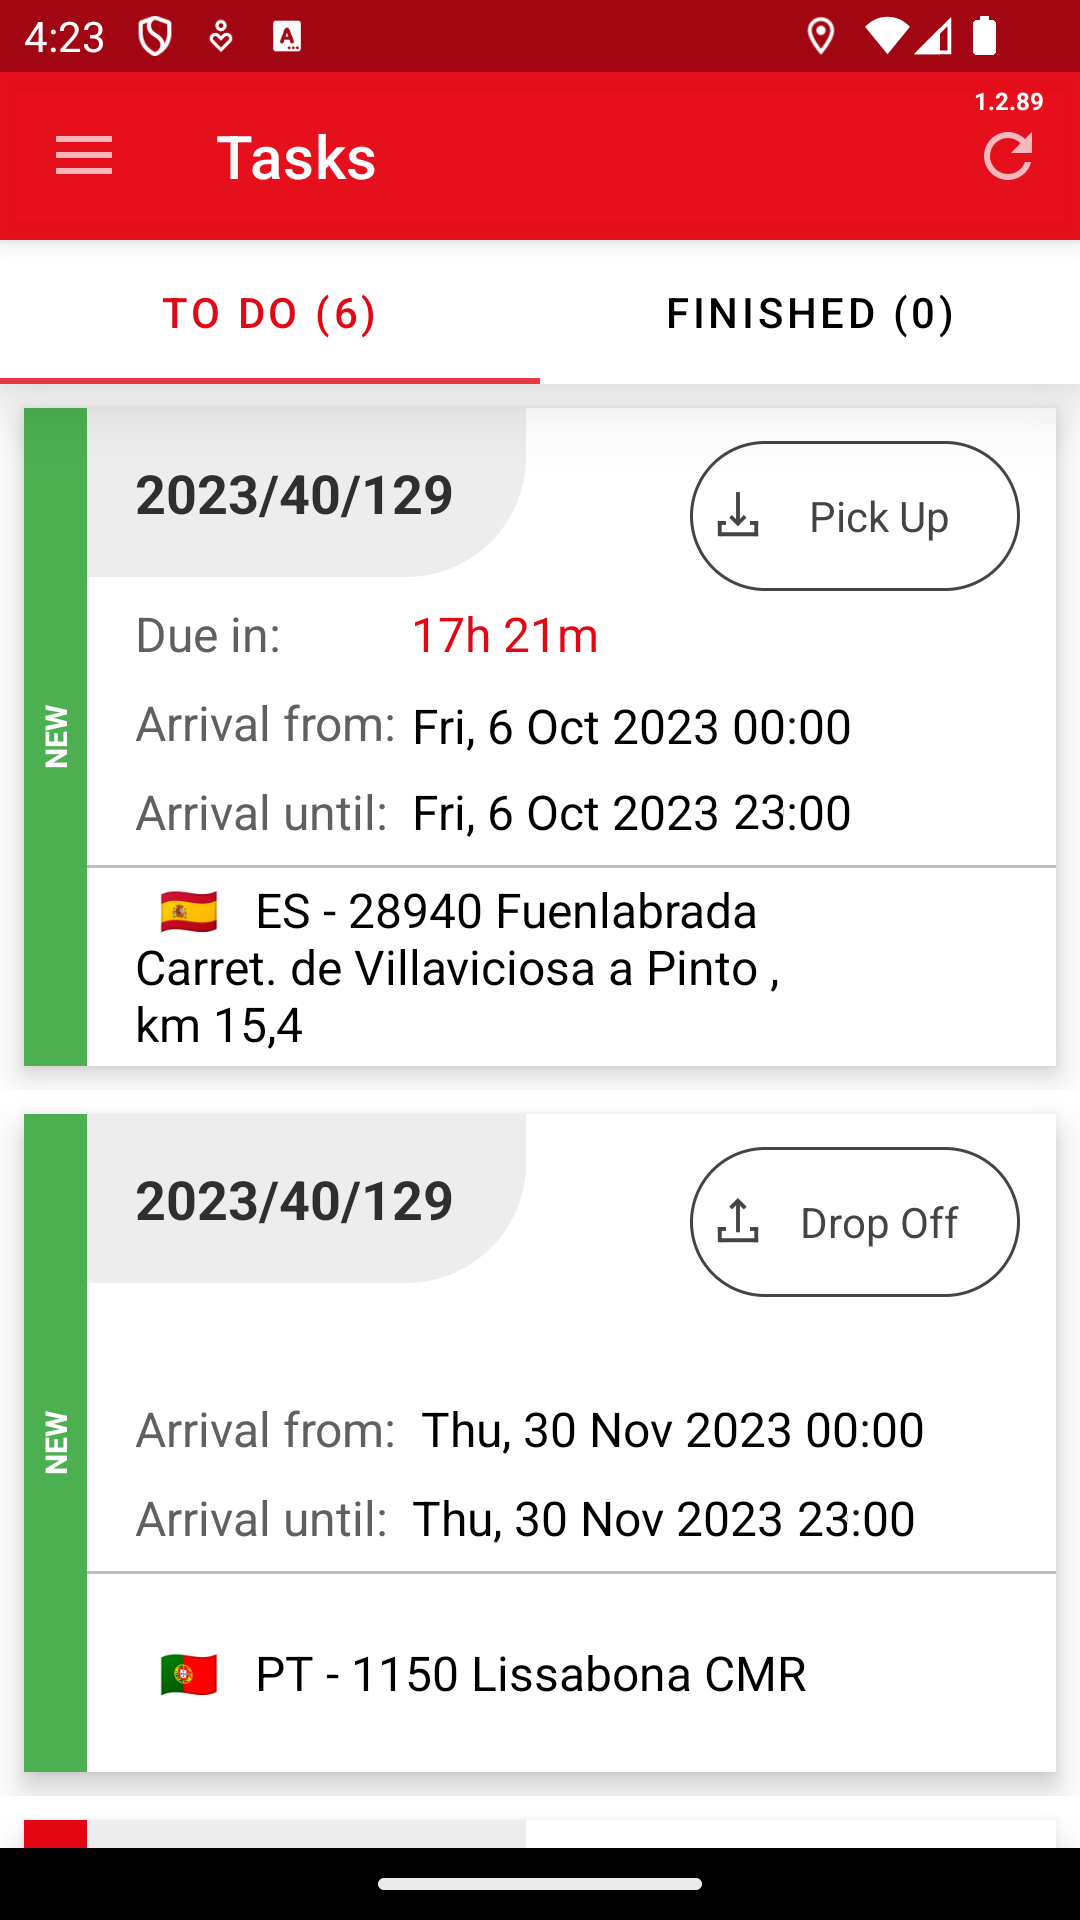 4:23
1.2.89
Tasks
TO DO (6)
FINISHED (0)
2023/40/129
Pick Up
Due in: 17h 21m
NEW
Arrival from: Fri, 6 Oct 2023 00:00
Arrival until: Fri, 6 Oct 2023 23:00
ES - 28940 Fuenlabrada
Carret. de Villaviciosa a Pinto ,
km 15,4
2023/40/129
Drop Off
NEW
Arrival from: Thu, 30 Nov 2023 00:00
Arrival until: Thu, 30 Nov 2023 23:00
PT - 1150 Lissabona CMR